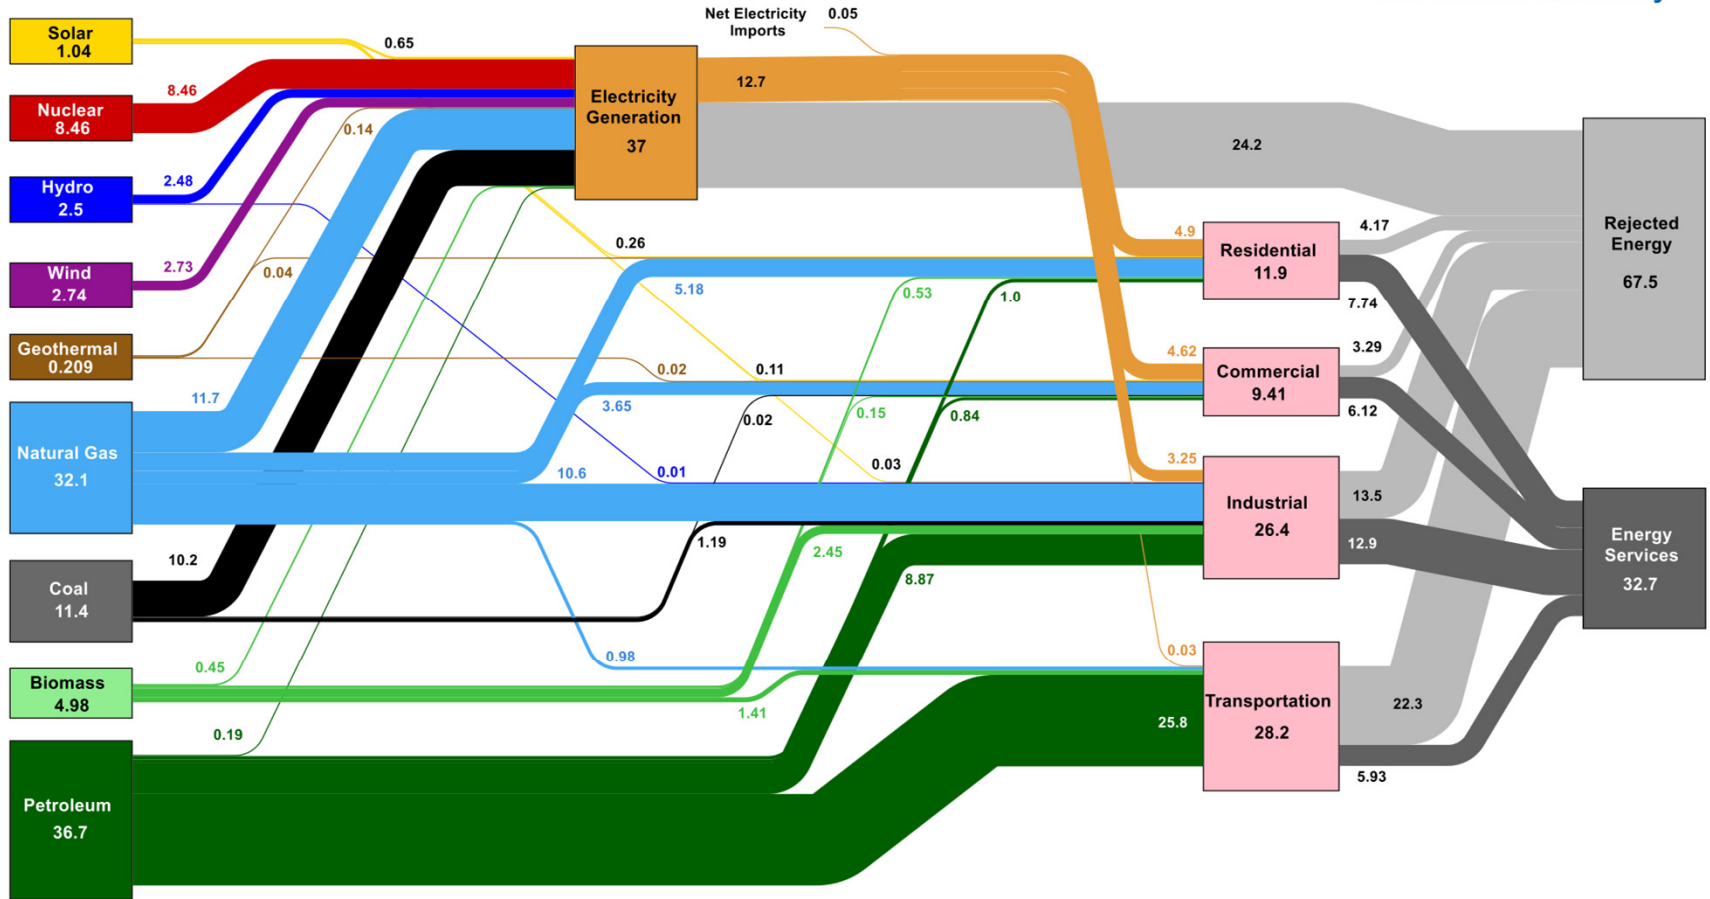 Net Electricity
Imports
0.05
Solar
1.04
0.65
Nuclear
8.46
8.46
Electricity
Generation
37
12.7
0.14
24.2
Hydro
2.5
2.48
Wind
2.74
2.73
0.04
Geothermal
0.209
0.26
5.18
0.53
1.0
4.9
Residential
11.9
4.17
7.74
Rejected
Energy
67.5
Natural Gas
32.1
11.7
0.02
3.65
0.11
0.02
0.15
0.84
4.62
Commercial
9.41
3.29
6.12
10.6
0.01
0.03
3.25
Industrial
26.4
13.5
12.9
Energy
Services
32.7
Coal
11.4
10.2
1.19
2.45
8.87
Biomass
4.98
0.45
0.98
1.41
0.03
Transportation
28.2
25.8
22.3
5.93
Petroleum
36.7
0.19